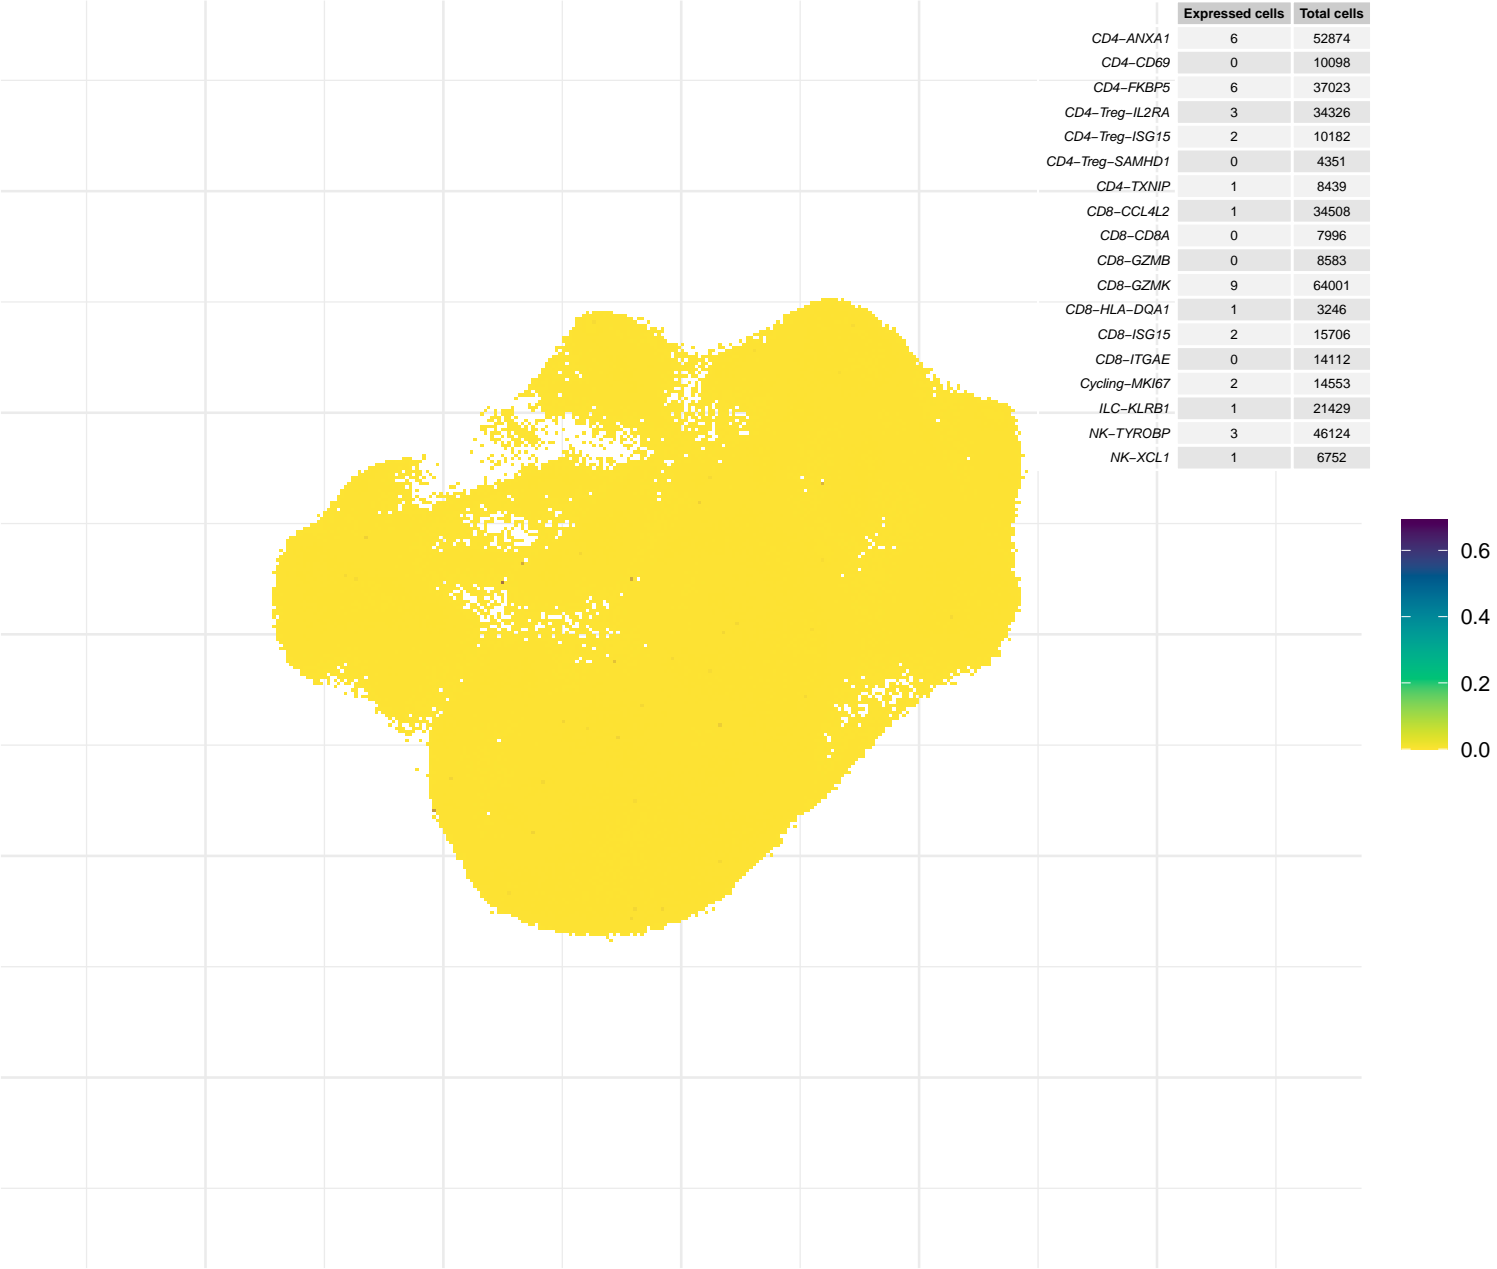 Expressed cells Total cells
CD4−ANXA1 6 52874
CD4−CD69 0 10098
CD4−FKBP5 6 37023
CD4−Treg−IL2RA 3 34326
CD4−Treg−ISG15 2 10182
CD4−Treg−SAMHD1 0 4351
CD4−TXNIP 1 8439
CD8−CCL4L2 1 34508
CD8−CD8A 0 7996
CD8−GZMB 0 8583
CD8−GZMK 9 64001
CD8−HLA−DQA1 1 3246
CD8−ISG15 2 15706
CD8−ITGAE 0 14112
Cycling−MKI67 2 14553
ILC−KLRB1 1 21429
NK−TYROBP 3 46124
NK−XCL1 1 6752
0.6
0.4
0.2
0.0